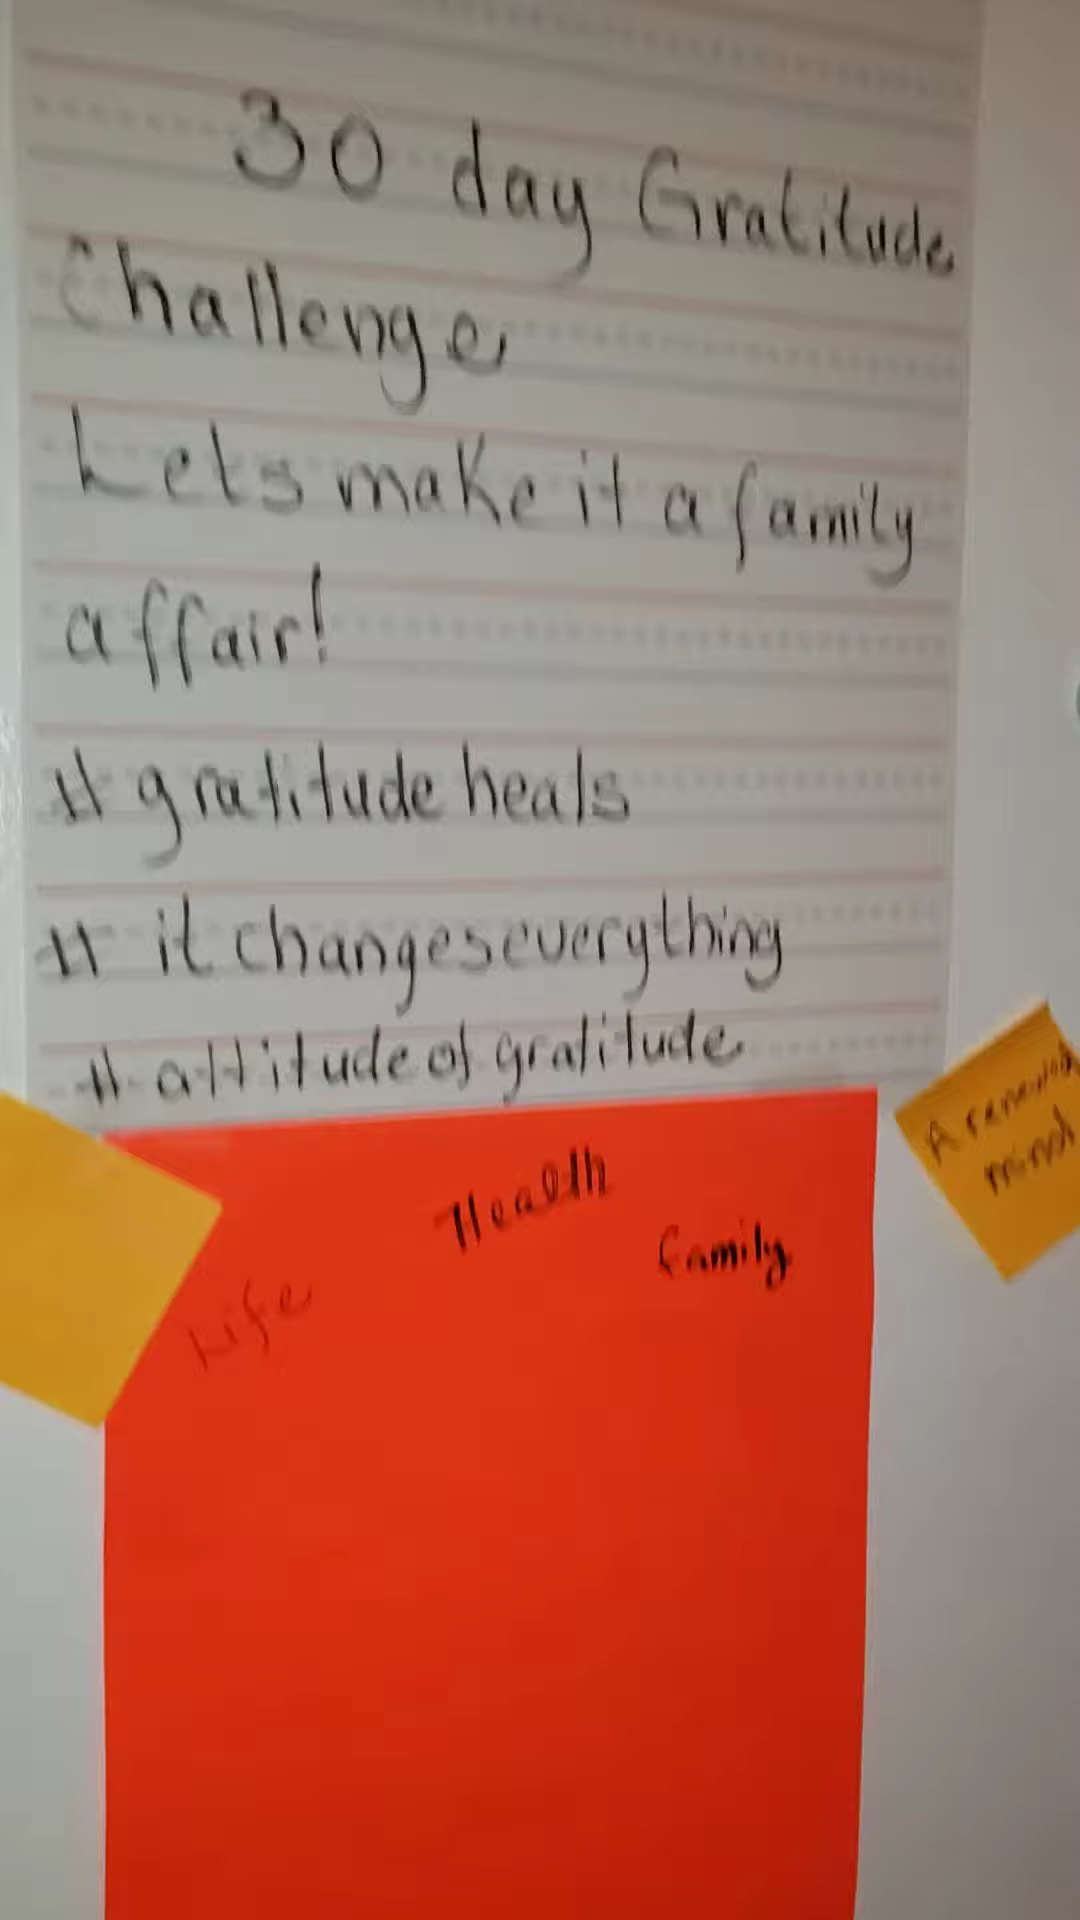 30 day Gratitude
Challenge
Lets make it a family
affair!
# gratitude heals
# it changeseverything
# attitude of gratitude
Health
family
Life
A renewed
mind